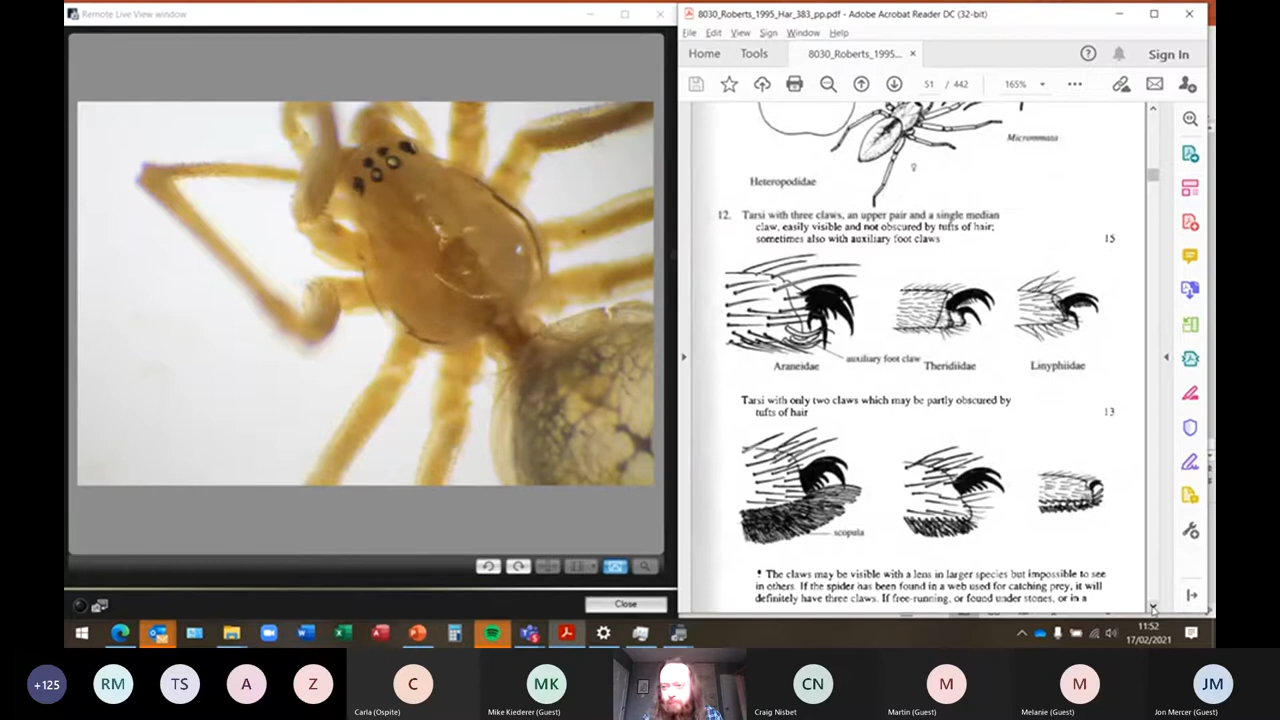 Remote Live View window
8030_Roberts_1995_Har_383_pp.pdf - Adobe Acrobat Reader DC (32-bit)
File Edit View Sign Window Help
Home Tools 8030_Roberts_1995... × Sign In
51 / 442 165%
Micrommata
♀
Heteropodidae
12. Tarsi with three claws, an upper pair and a single median
claw, easily visible and not obscured by tufts of hair;
sometimes also with auxiliary foot claws 15
auxiliary foot claw
Araneidae Theridiidae Linyphiidae
Tarsi with only two claws which may be partly obscured by
tufts of hair 13
scopula
The claws may be visible with a lens in larger species but impossible to see
in others. If the spider has been found in a web used for catching prey, it will
definitely have three claws. If free-running, or found under stones, or in a
Close
11:52
17/02/2021
+125 RM TS A Z C MK CN M M JM
Carla (Ospite) Mike Kiederer (Guest) Craig Nisbet Martin (Guest) Melanie (Guest) Jon Mercer (Guest)